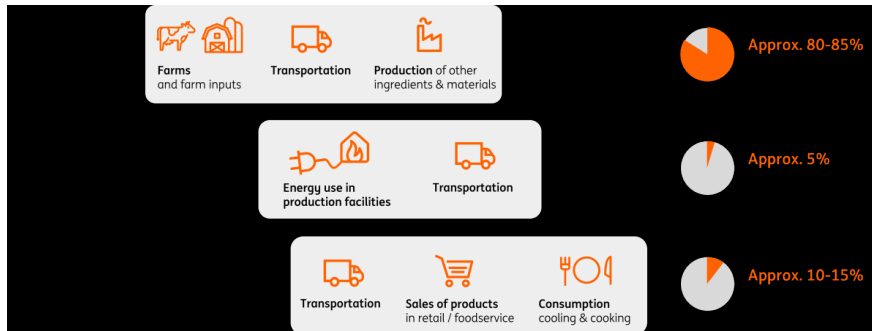 Approx. 80-85%
Farms
and farm inputs
Transportation
Production of other
ingredients & materials
Approx. 5%
Energy use in
production facilities
Transportation
Approx. 10-15%
Transportation
Sales of products
in retail / foodservice
Consumption
cooling & cooking